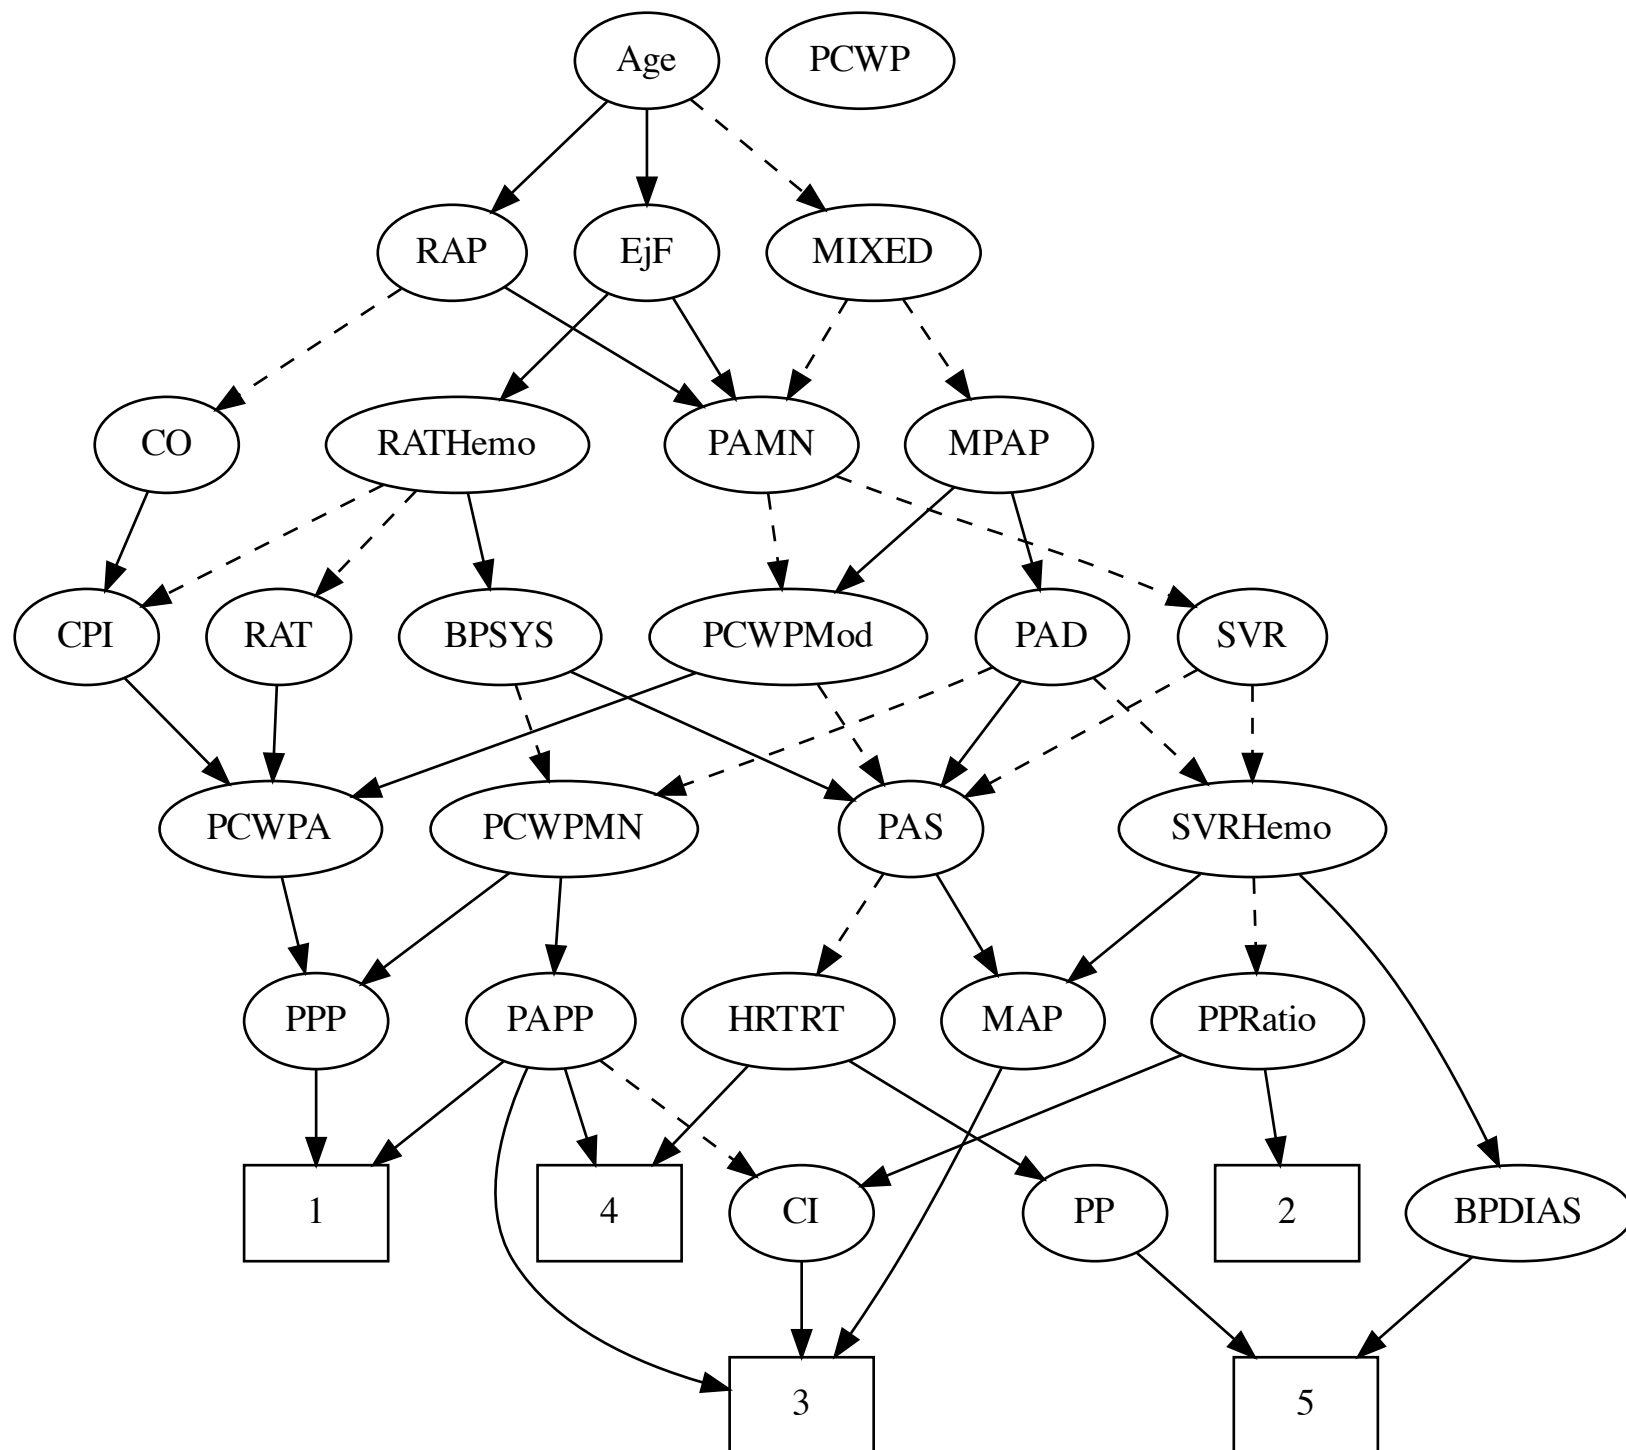 Age
PCWP
RAP
EjF
MIXED
CO
RATHemo
PAMN
MPAP
CPI
RAT
BPSYS
PCWPMod
PAD
SVR
PCWPA
PCWPMN
PAS
SVRHemo
PPP
PAPP
HRTRT
MAP
PPRatio
1
4
CI
PP
2
BPDIAS
3
5